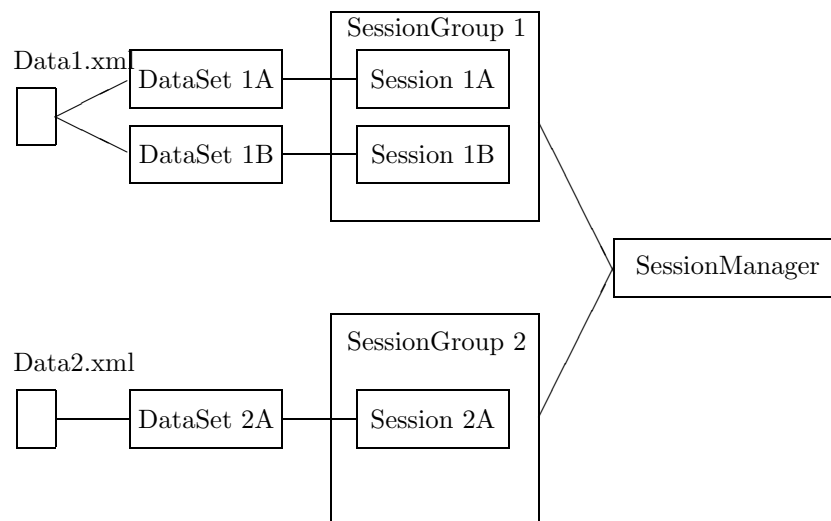 SessionGroup 1
Data1.xml
DataSet 1A
Session 1A
DataSet 1B
Session 1B
SessionManager
SessionGroup 2
Data2.xml
DataSet 2A
Session 2A